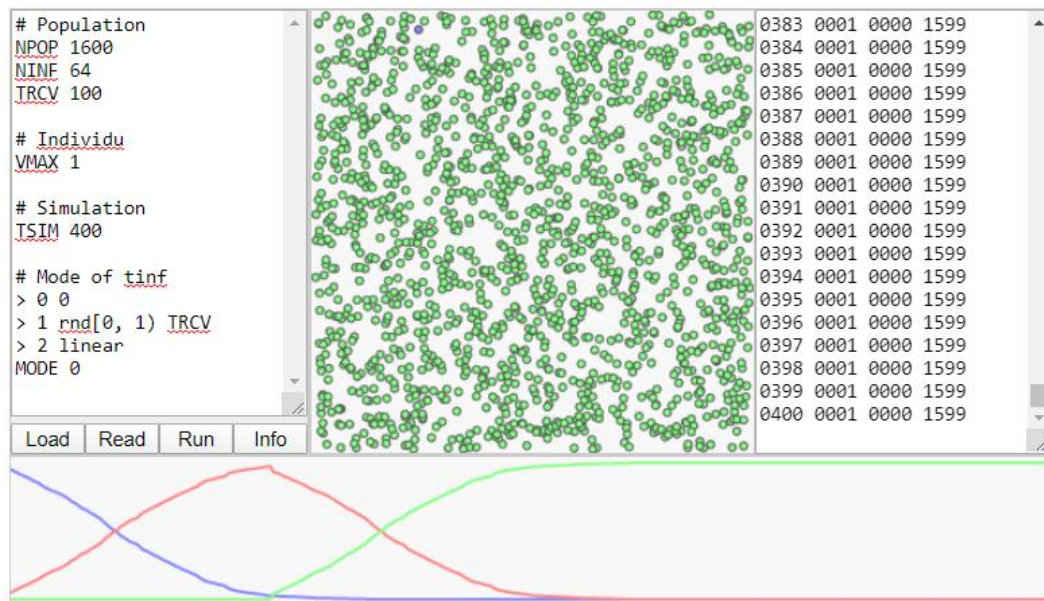 # Population
NPOP 1600
NINF 64
TRCV 100
# Individu
VMAX 1
# Simulation
TSIM 400
# Mode of tinf
> 0 0
> 1 rnd[0, 1) TRCV
> 2 linear
MODE 0
Load Read Run Info
0383 0001 0000 1599
0384 0001 0000 1599
0385 0001 0000 1599
0386 0001 0000 1599
0387 0001 0000 1599
0388 0001 0000 1599
0389 0001 0000 1599
0390 0001 0000 1599
0391 0001 0000 1599
0392 0001 0000 1599
0393 0001 0000 1599
0394 0001 0000 1599
0395 0001 0000 1599
0396 0001 0000 1599
0397 0001 0000 1599
0398 0001 0000 1599
0399 0001 0000 1599
0400 0001 0000 1599